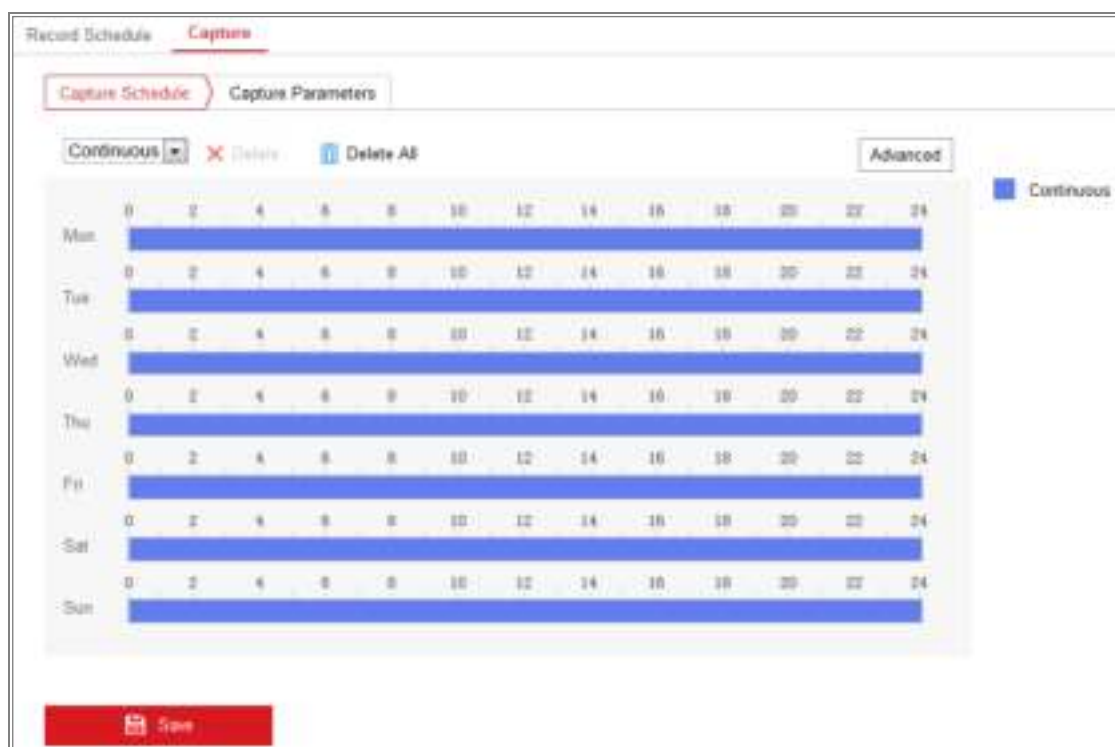 Record Schedule Capture
Capture Schedule Capture Parameters
Continuous Delete Delete All Advanced
Continuous
0 2 4 6 8 10 12 14 16 18 20 22 24
Mon
0 2 4 6 8 10 12 14 16 18 20 22 24
Tue
0 2 4 6 8 10 12 14 16 18 20 22 24
Wed
0 2 4 6 8 10 12 14 16 18 20 22 24
Thu
0 2 4 6 8 10 12 14 16 18 20 22 24
Fri
0 2 4 6 8 10 12 14 16 18 20 22 24
Sat
0 2 4 6 8 10 12 14 16 18 20 22 24
Sun
Save